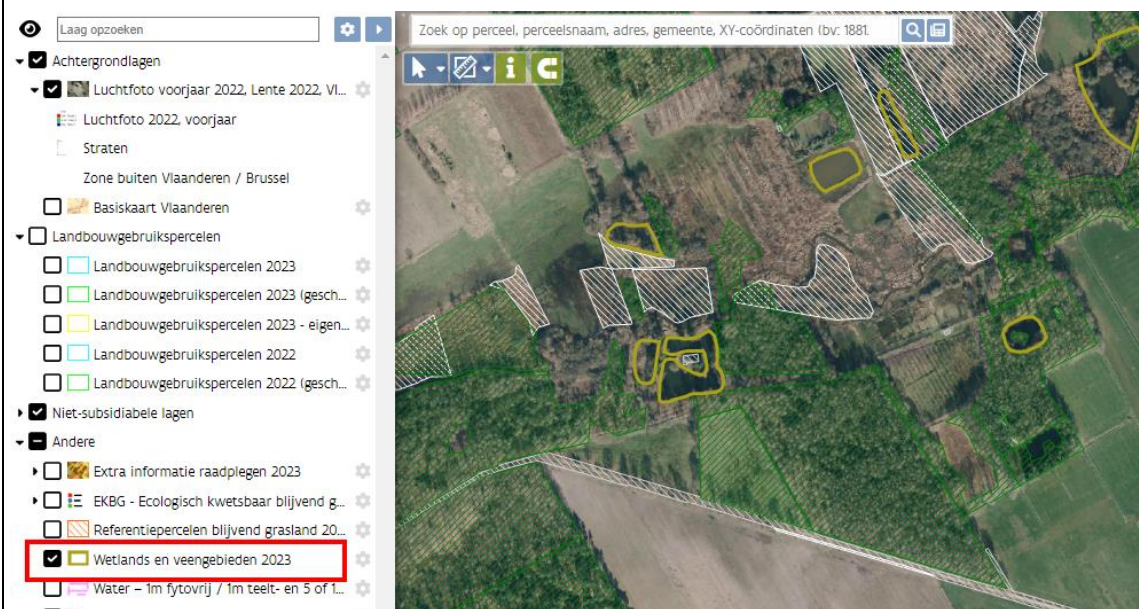 Laag opzoeken
Zoek op perceel, perceelsnaam, adres, gemeente, XY-coördinaten (bv: 1881
Achtergrondlagen
Luchtfoto voorjaar 2022, Lente 2022, Vl...
Luchtfoto 2022, voorjaar
Straten
Zone buiten Vlaanderen / Brussel
Basiskaart Vlaanderen
Landbouwgebruikspercelen
Landbouwgebruikspercelen 2023
Landbouwgebruikspercelen 2023 (gesch...
Landbouwgebruikspercelen 2023 - eigen...
Landbouwgebruikspercelen 2022
Landbouwgebruikspercelen 2022 (gesch...
Niet-subsidiabele lagen
Andere
Extra informatie raadplegen 2023
EKBG - Ecologisch kwetsbaar blijvend g...
Referentiepercelen blijvend grasland 20...
Wetlands en veengebieden 2023
Water – 1m fytovrij / 1m teelt- en 5 of 1...